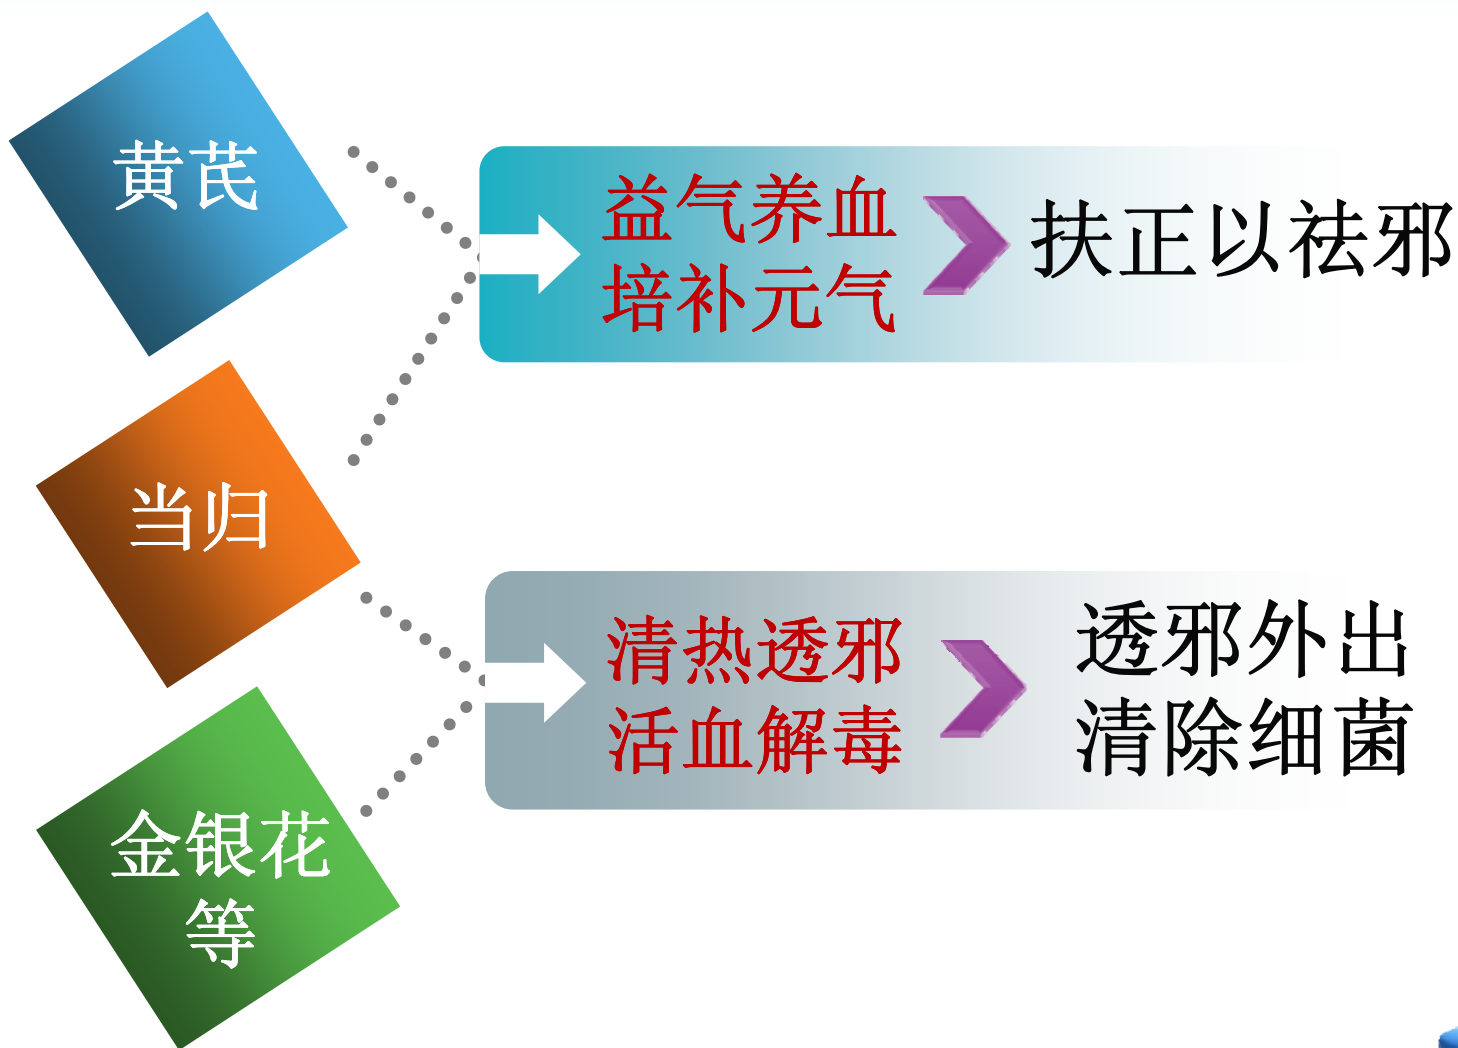 黄芪
益气养血
培补元气
扶正以祛邪
当归
清热透邪
活血解毒
透邪外出
清除细菌
金银花
等